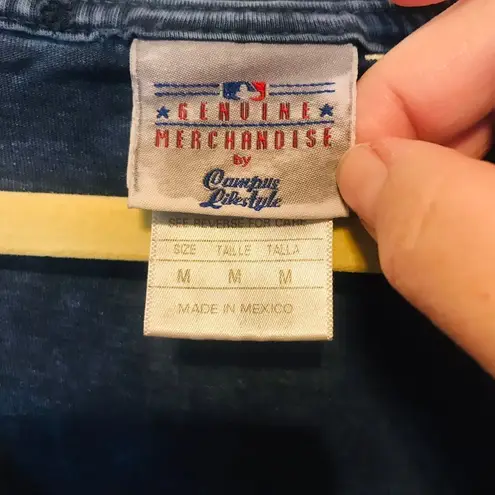 GENUINE
MERCHANDISE
by
Campus
Lifestyle
SEE REVERSE FOR CARE
SIZE TAILLE TALLA
M M M
MADE IN MEXICO